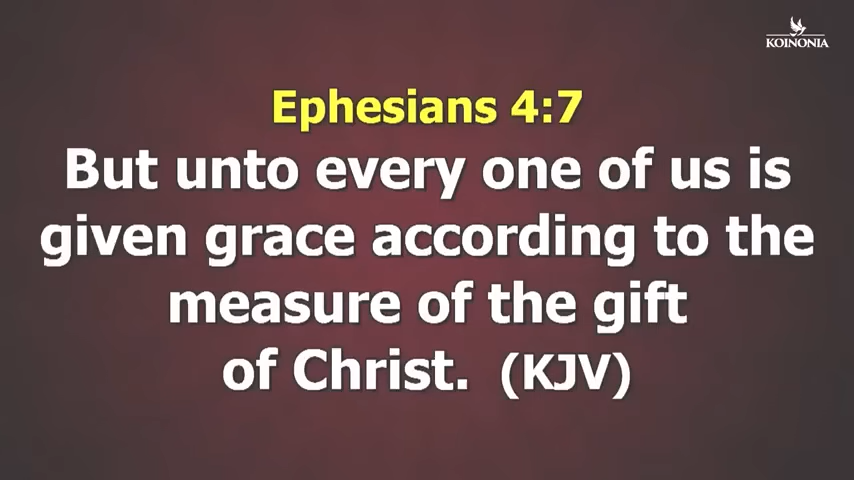 KOINONIA
Ephesians 4:7
But unto every one of us is
given grace according to the
measure of the gift
of Christ. (KJV)